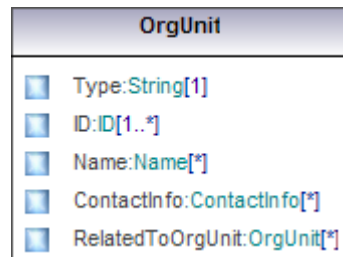 OrgUnit
Type:String[1]
ID:ID[1..*]
Name:Name[*]
ContactInfo:ContactInfo[*]
RelatedToOrgUnit:OrgUnit[*]